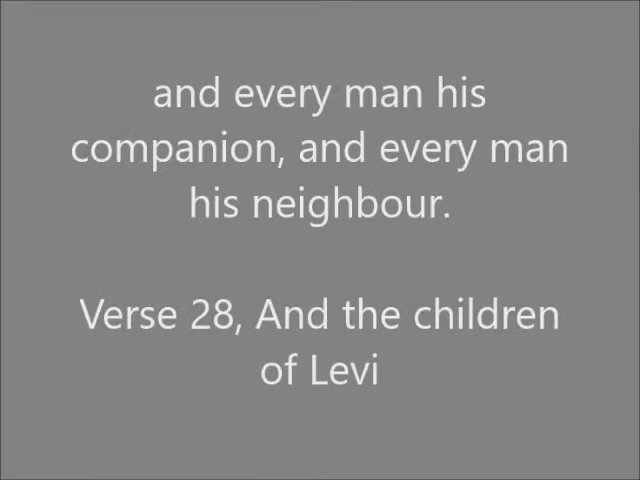 and every man his
companion, and every man
his neighbour.
Verse 28, And the children
of Levi